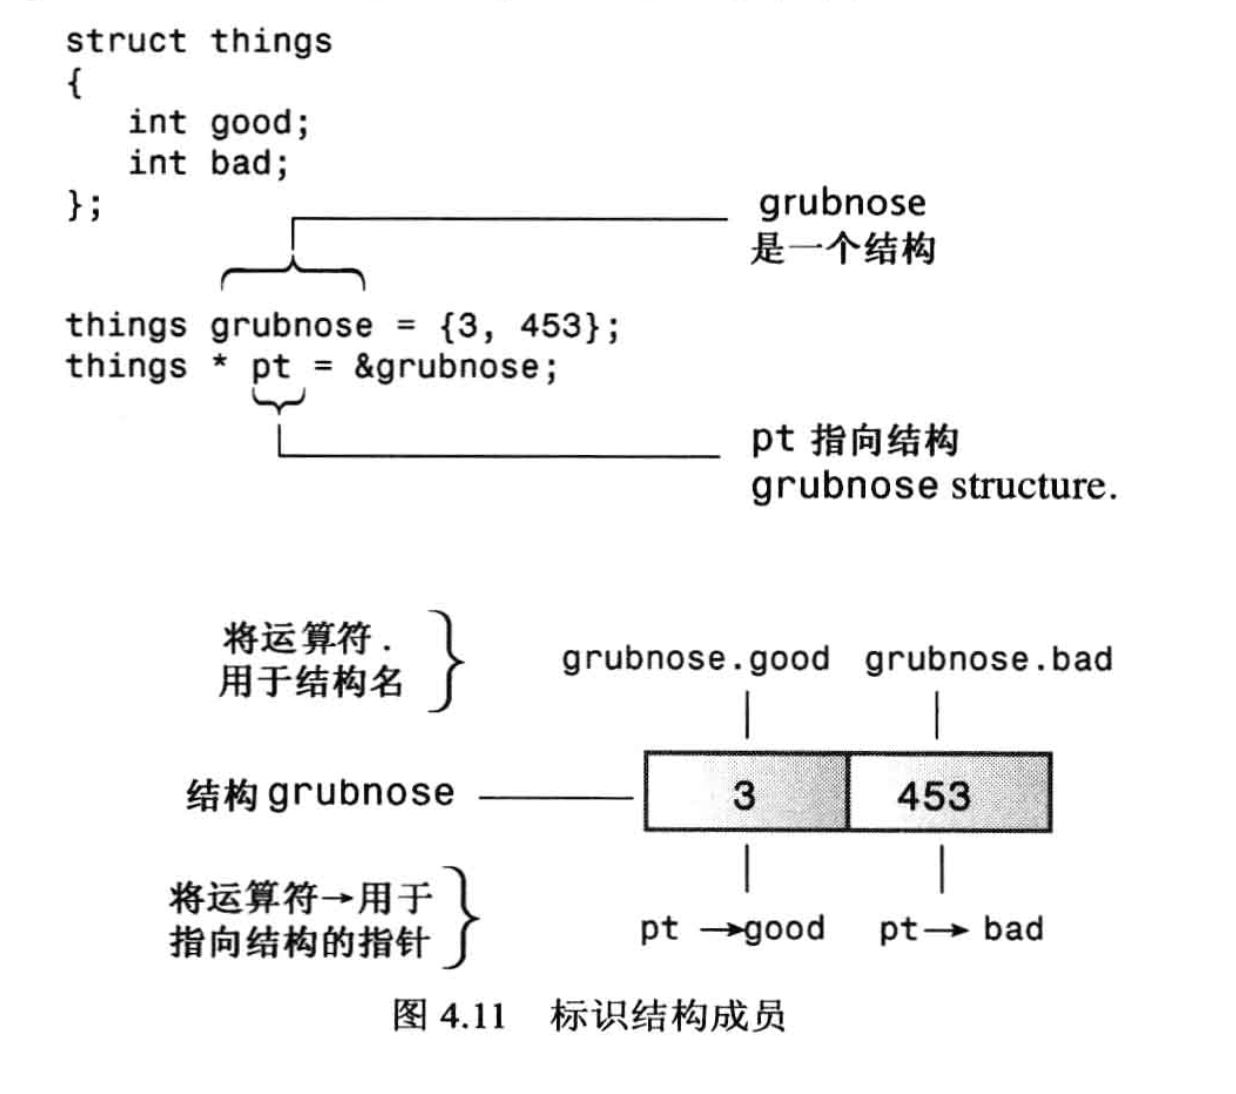 struct things
{
int good;
int bad;
};
grubnose
是一个结构
things grubnose = {3, 453};
things * pt = &grubnose;
pt 指向结构
grubnose structure.
将运算符 .
用于结构名
grubnose.good grubnose.bad
结构 grubnose
3 453
将运算符→用于
指向结构的指针
pt →good pt→ bad
图 4.11 标识结构成员